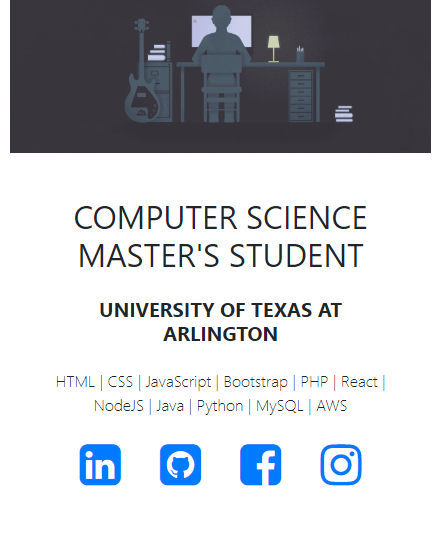 COMPUTER SCIENCE
MASTER'S STUDENT
UNIVERSITY OF TEXAS AT
ARLINGTON
HTML | CSS | JavaScript | Bootstrap | PHP | React |
NodeJS | Java | Python | MySQL | AWS
in
f